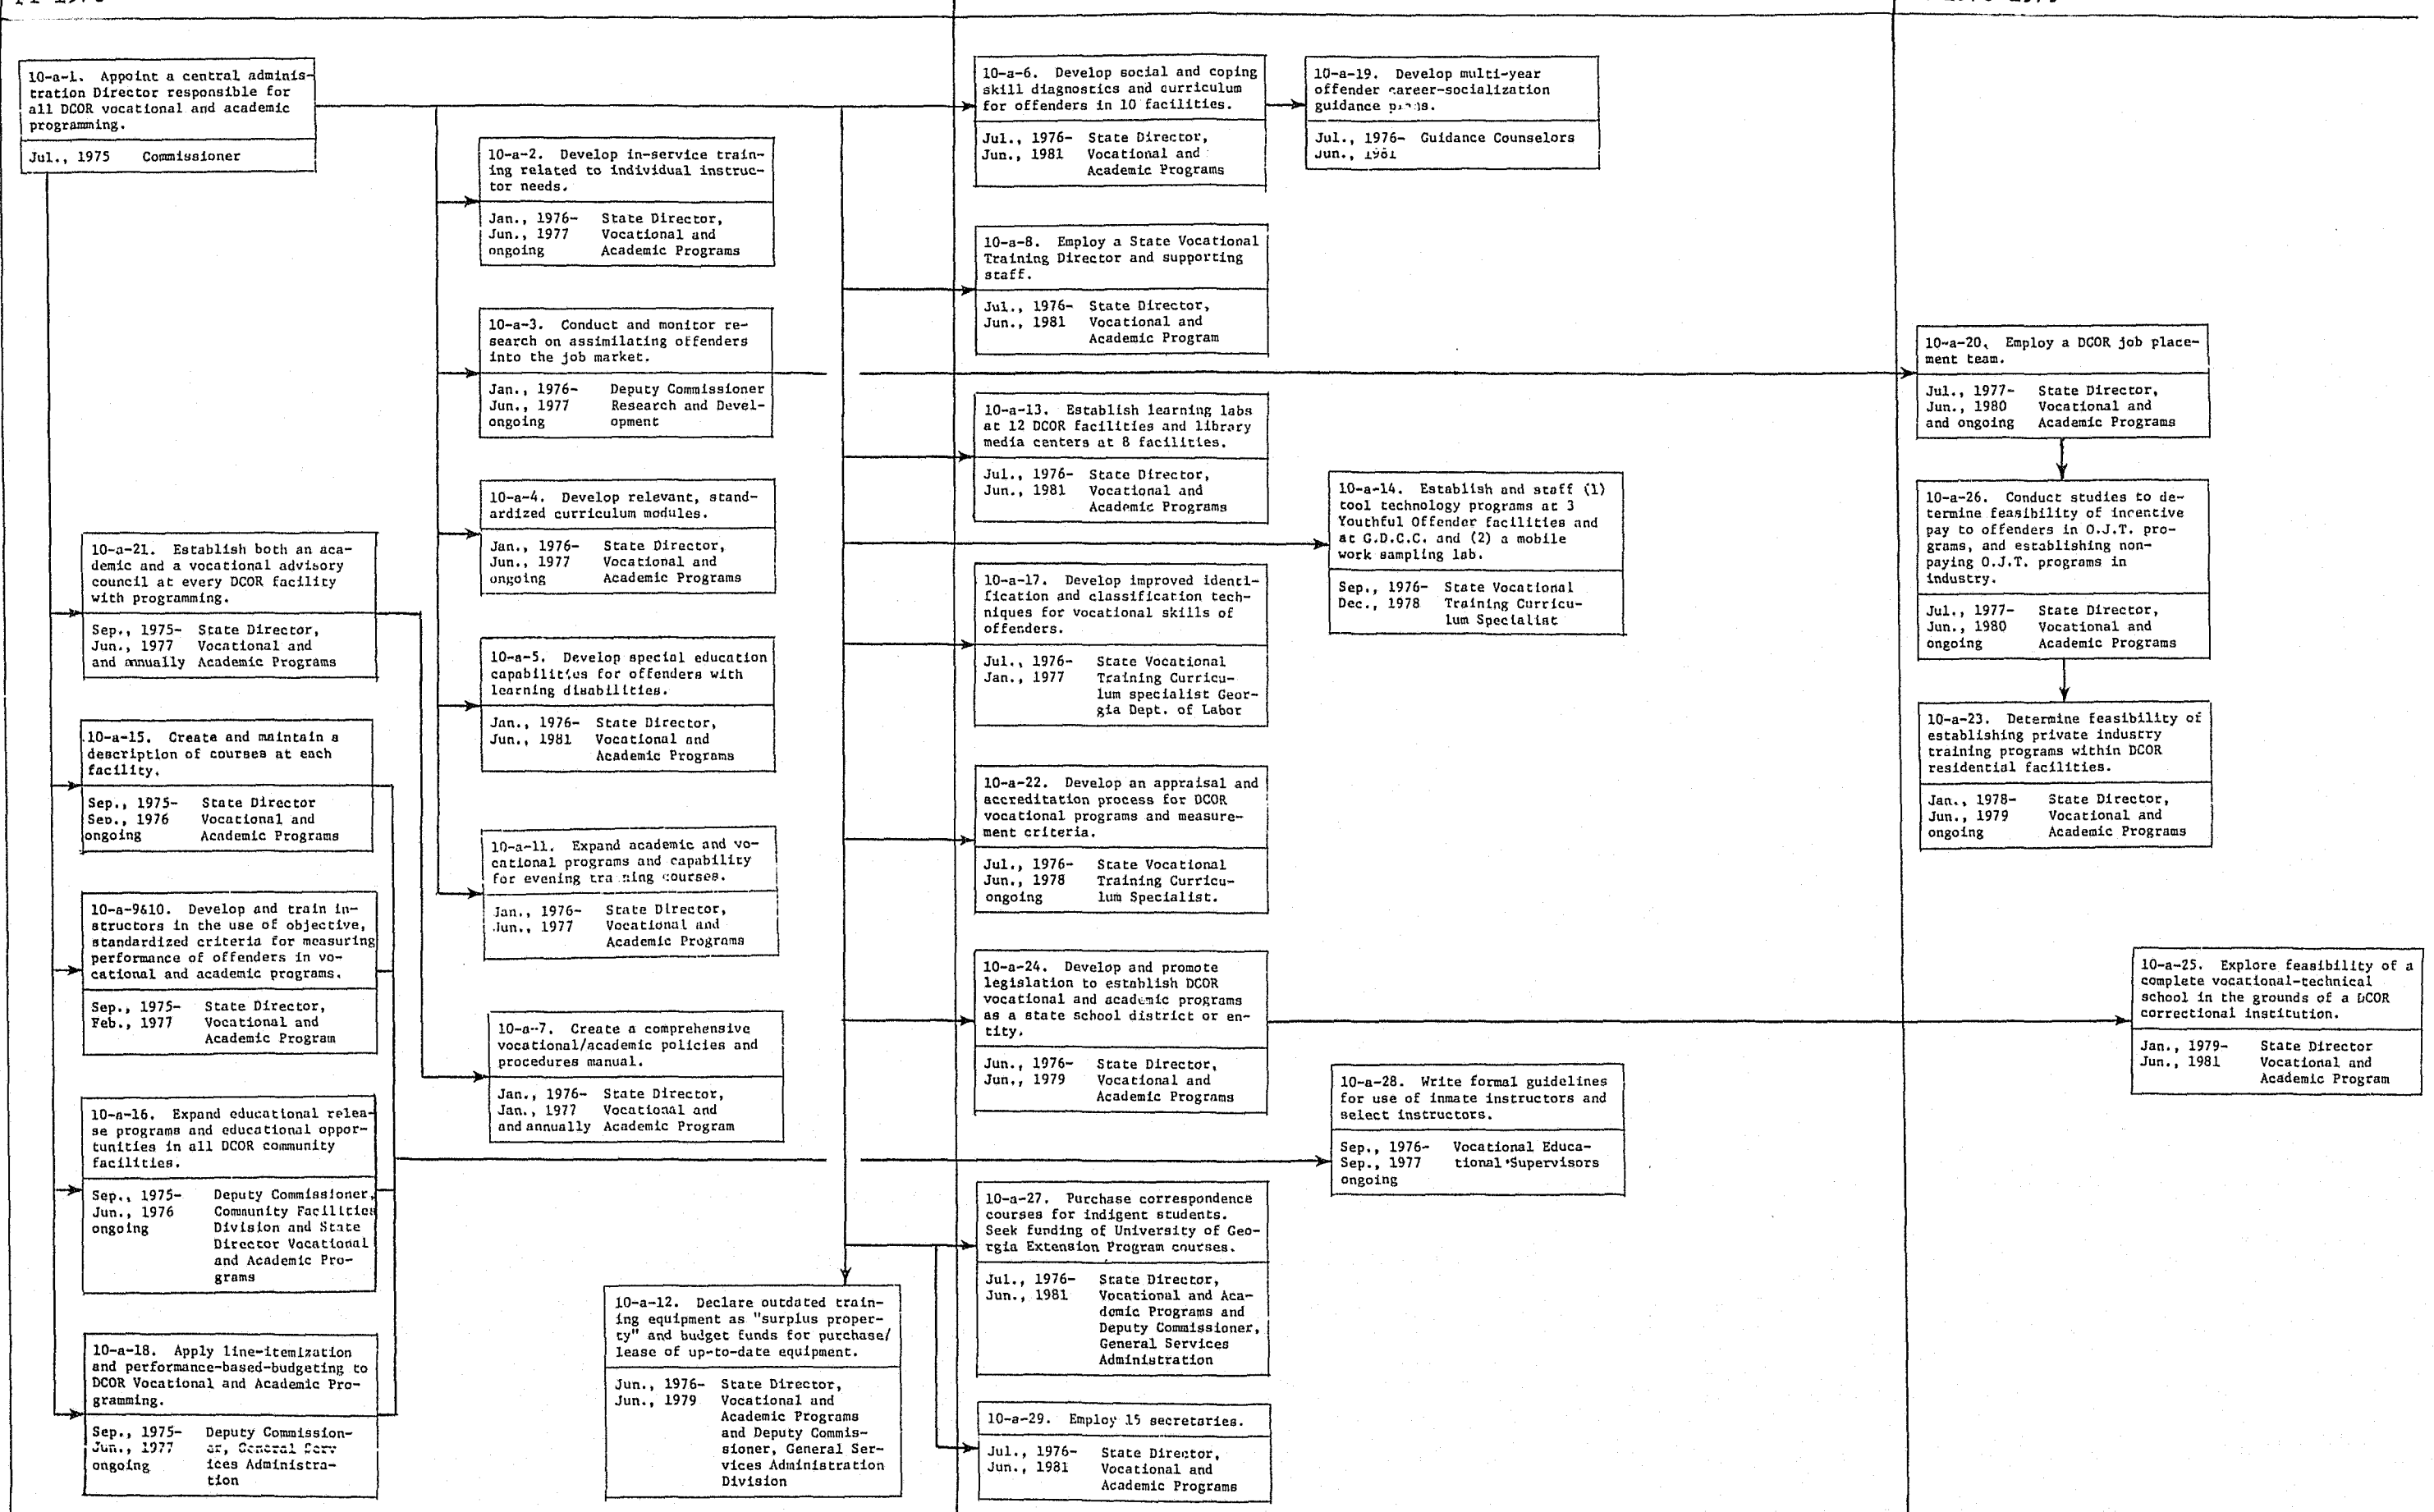 10-a-1. Appoint a central adminis-
tration Director responsible for
all DCOR vocational and academic
programming.
Jul., 1975 Commissioner
10-a-21. Establish both an aca-
demic and a vocational advisory
council at every DCOR facility
with programming.
Sep., 1975- State Director,
Jun., 1977 Vocational and
and annually Academic Programs
10-a-15. Create and maintain a
description of courses at each
facility.
Sep., 1975- State Director
Sep., 1976 Vocational and
ongoing Academic Programs
10-a-9&10. Develop and train in-
structors in the use of objective,
standardized criteria for measuring
performance of offenders in vo-
cational and academic programs.
Sep., 1975- State Director,
Feb., 1977 Vocational and
Academic Program
10-a-16. Expand educational relea-
se programs and educational oppor-
tunities in all DCOR community
facilities.
Sep., 1975- Deputy Commissioner,
Jun., 1976 Community Facilities
ongoing Division and State
Director Vocational
and Academic Pro-
grams
10-a-18. Apply line-itemization
and performance-based-budgeting to
DCOR Vocational and Academic Pro-
gramming.
Sep., 1975- Deputy Commission-
Jun., 1977 er, General Serv
ongoing ices Administra-
tion
10-a-2. Develop in-service train-
ing related to individual instruc-
tor needs.
Jan., 1976- State Director,
Jun., 1977 Vocational and
ongoing Academic Programs
10-a-3. Conduct and monitor re-
search on assimilating offenders
into the job market.
Jan., 1976- Deputy Commissioner
Jun., 1977 Research and Devel-
ongoing opment
10-a-4. Develop relevant, stand-
ardized curriculum modules.
Jan., 1976- State Director,
Jun., 1977 Vocational and
ongoing Academic Programs
10-a-5. Develop special education
capabilities for offenders with
learning disabilities.
Jan., 1976- State Director,
Jun., 1981 Vocational and
Academic Programs
10-a-11. Expand academic and vo-
cational programs and capability
for evening training courses.
Jan., 1976- State Director,
Jun., 1977 Vocational and
Academic Programs
10-a-7. Create a comprehensive
vocational/academic policies and
procedures manual.
Jan., 1976- State Director,
Jan., 1977 Vocational and
and annually Academic Program
10-a-12. Declare outdated train-
ing equipment as "surplus proper-
ty" and budget funds for purchase/
lease of up-to-date equipment.
Jun., 1976- State Director,
Jun., 1979 Vocational and
Academic Programs
and Deputy Commis-
sioner, General Ser-
vices Administration
Division
10-a-6. Develop social and coping
skill diagnostics and curriculum
for offenders in 10 facilities.
Jul., 1976- State Director,
Jun., 1981 Vocational and
Academic Programs
10-a-8. Employ a State Vocational
Training Director and supporting
staff.
Jul., 1976- State Director,
Jun., 1981 Vocational and
Academic Program
10-a-13. Establish learning labs
at 12 DCOR facilities and library
media centers at 8 facilities.
Jul., 1976- State Director,
Jun., 1981 Vocational and
Academic Programs
10-a-17. Develop improved identi-
fication and classification tech-
niques for vocational skills of
offenders.
Jul., 1976- State Vocational
Jan., 1977 Training Curricu-
lum specialist Geor-
gia Dept. of Labor
10-a-22. Develop an appraisal and
accreditation process for DCOR
vocational programs and measure-
ment criteria.
Jul., 1976- State Vocational
Jun., 1978 Training Curricu-
ongoing lum Specialist.
10-a-24. Develop and promote
legislation to establish DCOR
vocational and academic programs
as a state school district or en-
tity.
Jun., 1976- State Director,
Jun., 1979 Vocational and
Academic Programs
10-a-27. Purchase correspondence
courses for indigent students.
Seek funding of University of Geo-
rgia Extension Program courses.
Jul., 1976- State Director,
Jun., 1981 Vocational and Aca-
demic Programs and
Deputy Commissioner,
General Services
Administration
10-a-29. Employ 15 secretaries.
Jul., 1976- State Director,
Jun., 1981 Vocational and
Academic Programs
10-a-19. Develop multi-year
offender career-socialization
guidance
Jul., 1976- Guidance Counselors
Jun., 1981
10-a-14. Establish and staff (1)
tool technology programs at 3
Youthful Offender facilities and
at G.D.C.C. and (2) a mobile
work sampling lab.
Sep., 1976- State Vocational
Dec., 1978 Training Curricu-
lum Specialist
10-a-28. Write formal guidelines
for use of inmate instructors and
select instructors.
Sep., 1976- Vocational Educa-
Sep., 1977 tional Supervisors
ongoing
10-a-20. Employ a DCOR job place-
ment team.
Jul., 1977- State Director,
Jun., 1980 Vocational and
and ongoing Academic Programs
10-a-26. Conduct studies to de-
termine feasibility of incentive
pay to offenders in O.J.T. pro-
grams, and establishing non-
paying O.J.T. programs in
industry.
Jul., 1977- State Director,
Jun., 1980 Vocational and
ongoing Academic Programs
10-a-23. Determine feasibility of
establishing private industry
training programs within DCOR
residential facilities.
Jan., 1978- State Director,
Jun., 1979 Vocational and
ongoing Academic Programs
10-a-25. Explore feasibility of a
complete vocational-technical
school in the grounds of a DCOR
correctional institution.
Jan., 1979- State Director
Jun., 1981 Vocational and
Academic Program